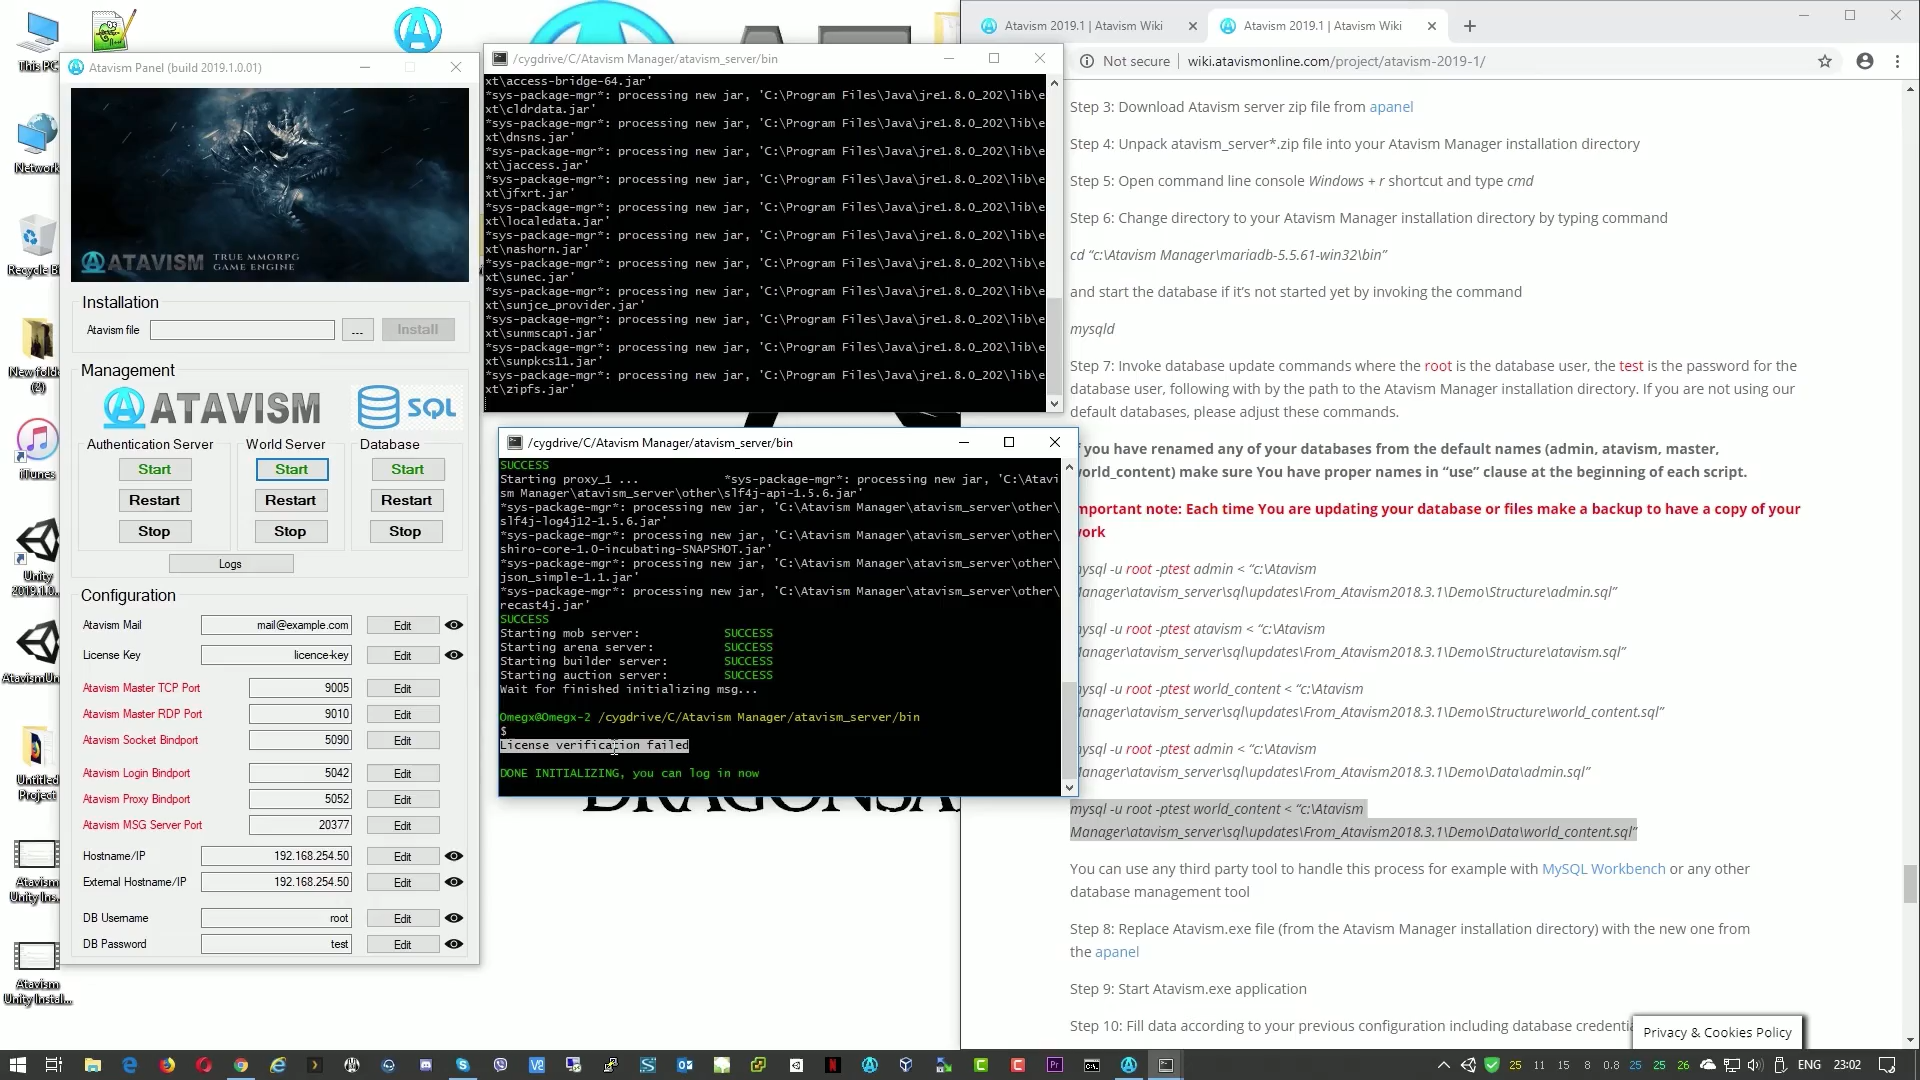 This PC
Network
Recycle B
New fold
(2)
iTunes
Unity
2019.1.0...
AtavismUn
Untitled
Project
Atavism
Unity Ins...
Atavism
Unity Instal...
Atavism Panel (build 2019.1.0.01)
ATAVISM TRUE MMORPG
GAME ENGINE
Installation
Atavism file
...
Install
Management
ATAVISM
SQL
Authentication Server
World Server
Database
Start
Start
Start
Restart
Restart
Restart
Stop
Stop
Stop
Logs
Configuration
Atavism Mail mail@example.com Edit
License Key licence-key Edit
Atavism Master TCP Port 9005 Edit
Atavism Master RDP Port 9010 Edit
Atavism Socket Bindport 5090 Edit
Atavism Login Bindport 5042 Edit
Atavism Proxy Bindport 5052 Edit
Atavism MSG Server Port 20377 Edit
Hostname/IP 192.168.254.50 Edit
External Hostname/IP 192.168.254.50 Edit
DB Username root Edit
DB Password test Edit
/cygdrive/C/Atavism Manager/atavism_server/bin
xt\access-bridge-64.jar'
*sys-package-mgr*: processing new jar, 'C:\Program Files\Java\jre1.8.0_202\lib\e
xt\cldrdata.jar'
*sys-package-mgr*: processing new jar, 'C:\Program Files\Java\jre1.8.0_202\lib\e
xt\dnsns.jar'
*sys-package-mgr*: processing new jar, 'C:\Program Files\Java\jre1.8.0_202\lib\e
xt\jaccess.jar'
*sys-package-mgr*: processing new jar, 'C:\Program Files\Java\jre1.8.0_202\lib\e
xt\jfxrt.jar'
*sys-package-mgr*: processing new jar, 'C:\Program Files\Java\jre1.8.0_202\lib\e
xt\localedata.jar'
*sys-package-mgr*: processing new jar, 'C:\Program Files\Java\jre1.8.0_202\lib\e
xt\nashorn.jar'
*sys-package-mgr*: processing new jar, 'C:\Program Files\Java\jre1.8.0_202\lib\e
xt\sunec.jar'
*sys-package-mgr*: processing new jar, 'C:\Program Files\Java\jre1.8.0_202\lib\e
xt\sunjce_provider.jar'
*sys-package-mgr*: processing new jar, 'C:\Program Files\Java\jre1.8.0_202\lib\e
xt\sunmscapi.jar'
*sys-package-mgr*: processing new jar, 'C:\Program Files\Java\jre1.8.0_202\lib\e
xt\sunpkcs11.jar'
*sys-package-mgr*: processing new jar, 'C:\Program Files\Java\jre1.8.0_202\lib\e
xt\zipfs.jar'
/cygdrive/C/Atavism Manager/atavism_server/bin
SUCCESS
Starting proxy_1 ... *sys-package-mgr*: processing new jar, 'C:\Atavi
sm Manager\atavism_server\other\slf4j-api-1.5.6.jar'
*sys-package-mgr*: processing new jar, 'C:\Atavism Manager\atavism_server\other\
slf4j-log4j12-1.5.6.jar'
*sys-package-mgr*: processing new jar, 'C:\Atavism Manager\atavism_server\other\
shiro-core-1.0-incubating-SNAPSHOT.jar'
*sys-package-mgr*: processing new jar, 'C:\Atavism Manager\atavism_server\other\
json_simple-1.1.jar'
*sys-package-mgr*: processing new jar, 'C:\Atavism Manager\atavism_server\other\
recast4j.jar'
SUCCESS
Starting mob server: SUCCESS
Starting arena server: SUCCESS
Starting builder server: SUCCESS
Starting auction server: SUCCESS
Wait for finished initializing msg...
Omegx@Omegx-2 /cygdrive/C/Atavism Manager/atavism_server/bin
$
License verification failed
DONE INITIALIZING, you can log in now
DRAGONSA
Atavism 2019.1 | Atavism Wiki
Atavism 2019.1 | Atavism Wiki
Not secure | wiki.atavismonline.com/project/atavism-2019-1/
Step 3: Download Atavism server zip file from apanel
Step 4: Unpack atavism_server*.zip file into your Atavism Manager installation directory
Step 5: Open command line console Windows + r shortcut and type cmd
Step 6: Change directory to your Atavism Manager installation directory by typing command
cd “c:\Atavism Manager\mariadb-5.5.61-win32\bin”
and start the database if it’s not started yet by invoking the command
mysqld
Step 7: Invoke database update commands where the root is the database user, the test is the password for the
database user, following with by the path to the Atavism Manager installation directory. If you are not using our
default databases, please adjust these commands.
f you have renamed any of your databases from the default names (admin, atavism, master,
world_content) make sure You have proper names in “use” clause at the beginning of each script.
mportant note: Each time You are updating your database or files make a backup to have a copy of your
work
mysql -u root -ptest admin < “c:\Atavism
Manager\atavism_server\sql\updates\From_Atavism2018.3.1\Demo\Structure\admin.sql”
mysql -u root -ptest atavism < “c:\Atavism
Manager\atavism_server\sql\updates\From_Atavism2018.3.1\Demo\Structure\atavism.sql”
mysql -u root -ptest world_content < “c:\Atavism
Manager\atavism_server\sql\updates\From_Atavism2018.3.1\Demo\Structure\world_content.sql”
mysql -u root -ptest admin < “c:\Atavism
Manager\atavism_server\sql\updates\From_Atavism2018.3.1\Demo\Data\admin.sql”
mysql -u root -ptest world_content < “c:\Atavism
Manager\atavism_server\sql\updates\From_Atavism2018.3.1\Demo\Data\world_content.sql”
You can use any third party tool to handle this process for example with MySQL Workbench or any other
database management tool
Step 8: Replace Atavism.exe file (from the Atavism Manager installation directory) with the new one from
the apanel
Step 9: Start Atavism.exe application
Step 10: Fill data according to your previous configuration including database credentia
Privacy & Cookies Policy
25 11 15 8 0.8 25 25 26 ENG 23:02